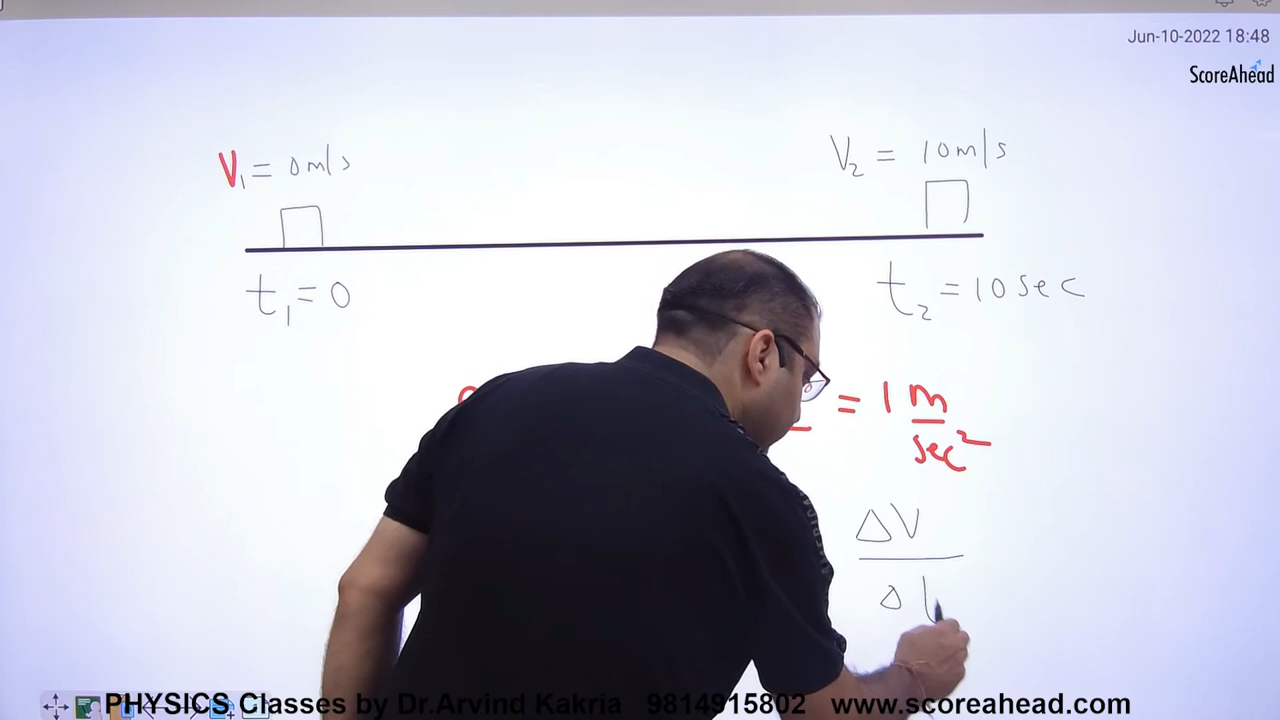 Jun-10-2022 18:48
ScoreAhead
V₁ = 0 m/s
V₂ = 10 m/s
t₁ = 0
t₂ = 10 sec
= 1 m/sec²
ΔV
Δ
PHYSICS Classes by Dr.Arvind Kakria 9814915802 www.scoreahead.com